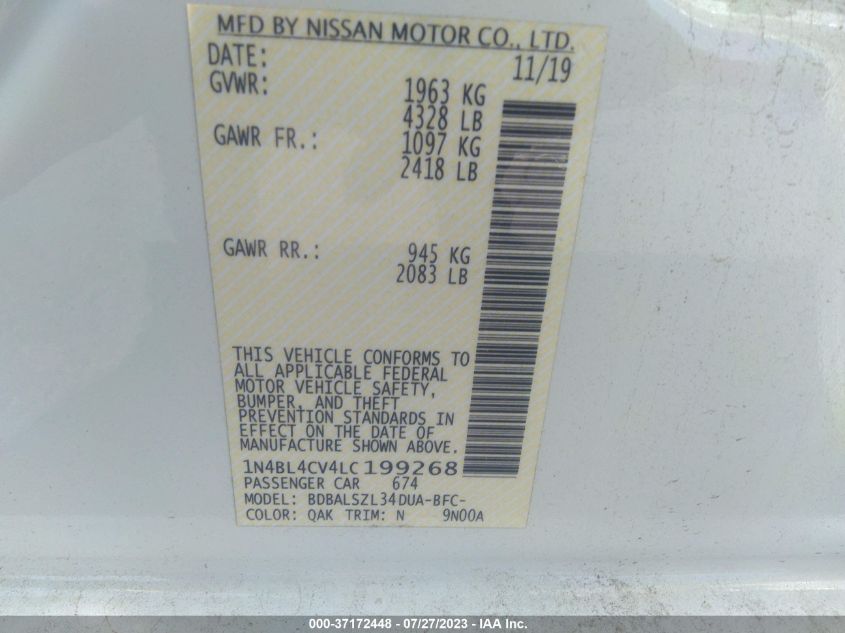 MFD BY NISSAN MOTOR CO., LTD.
DATE: 11/19
GVWR: 1963 KG
4328 LB
GAWR FR.: 1097 KG
2418 LB
GAWR RR.: 945 KG
2083 LB
THIS VEHICLE CONFORMS TO
ALL APPLICABLE FEDERAL
MOTOR VEHICLE SAFETY,
BUMPER, AND THEFT
PREVENTION STANDARDS IN
EFFECT ON THE DATE OF
MANUFACTURE SHOWN ABOVE.
1N4BL4CV4LC199268
PASSENGER CAR 674
MODEL: BDBALSZL34DUA-BFC-
COLOR: QAK TRIM: N 9N00A
000-37172448 - 07/27/2023 - IAA Inc.